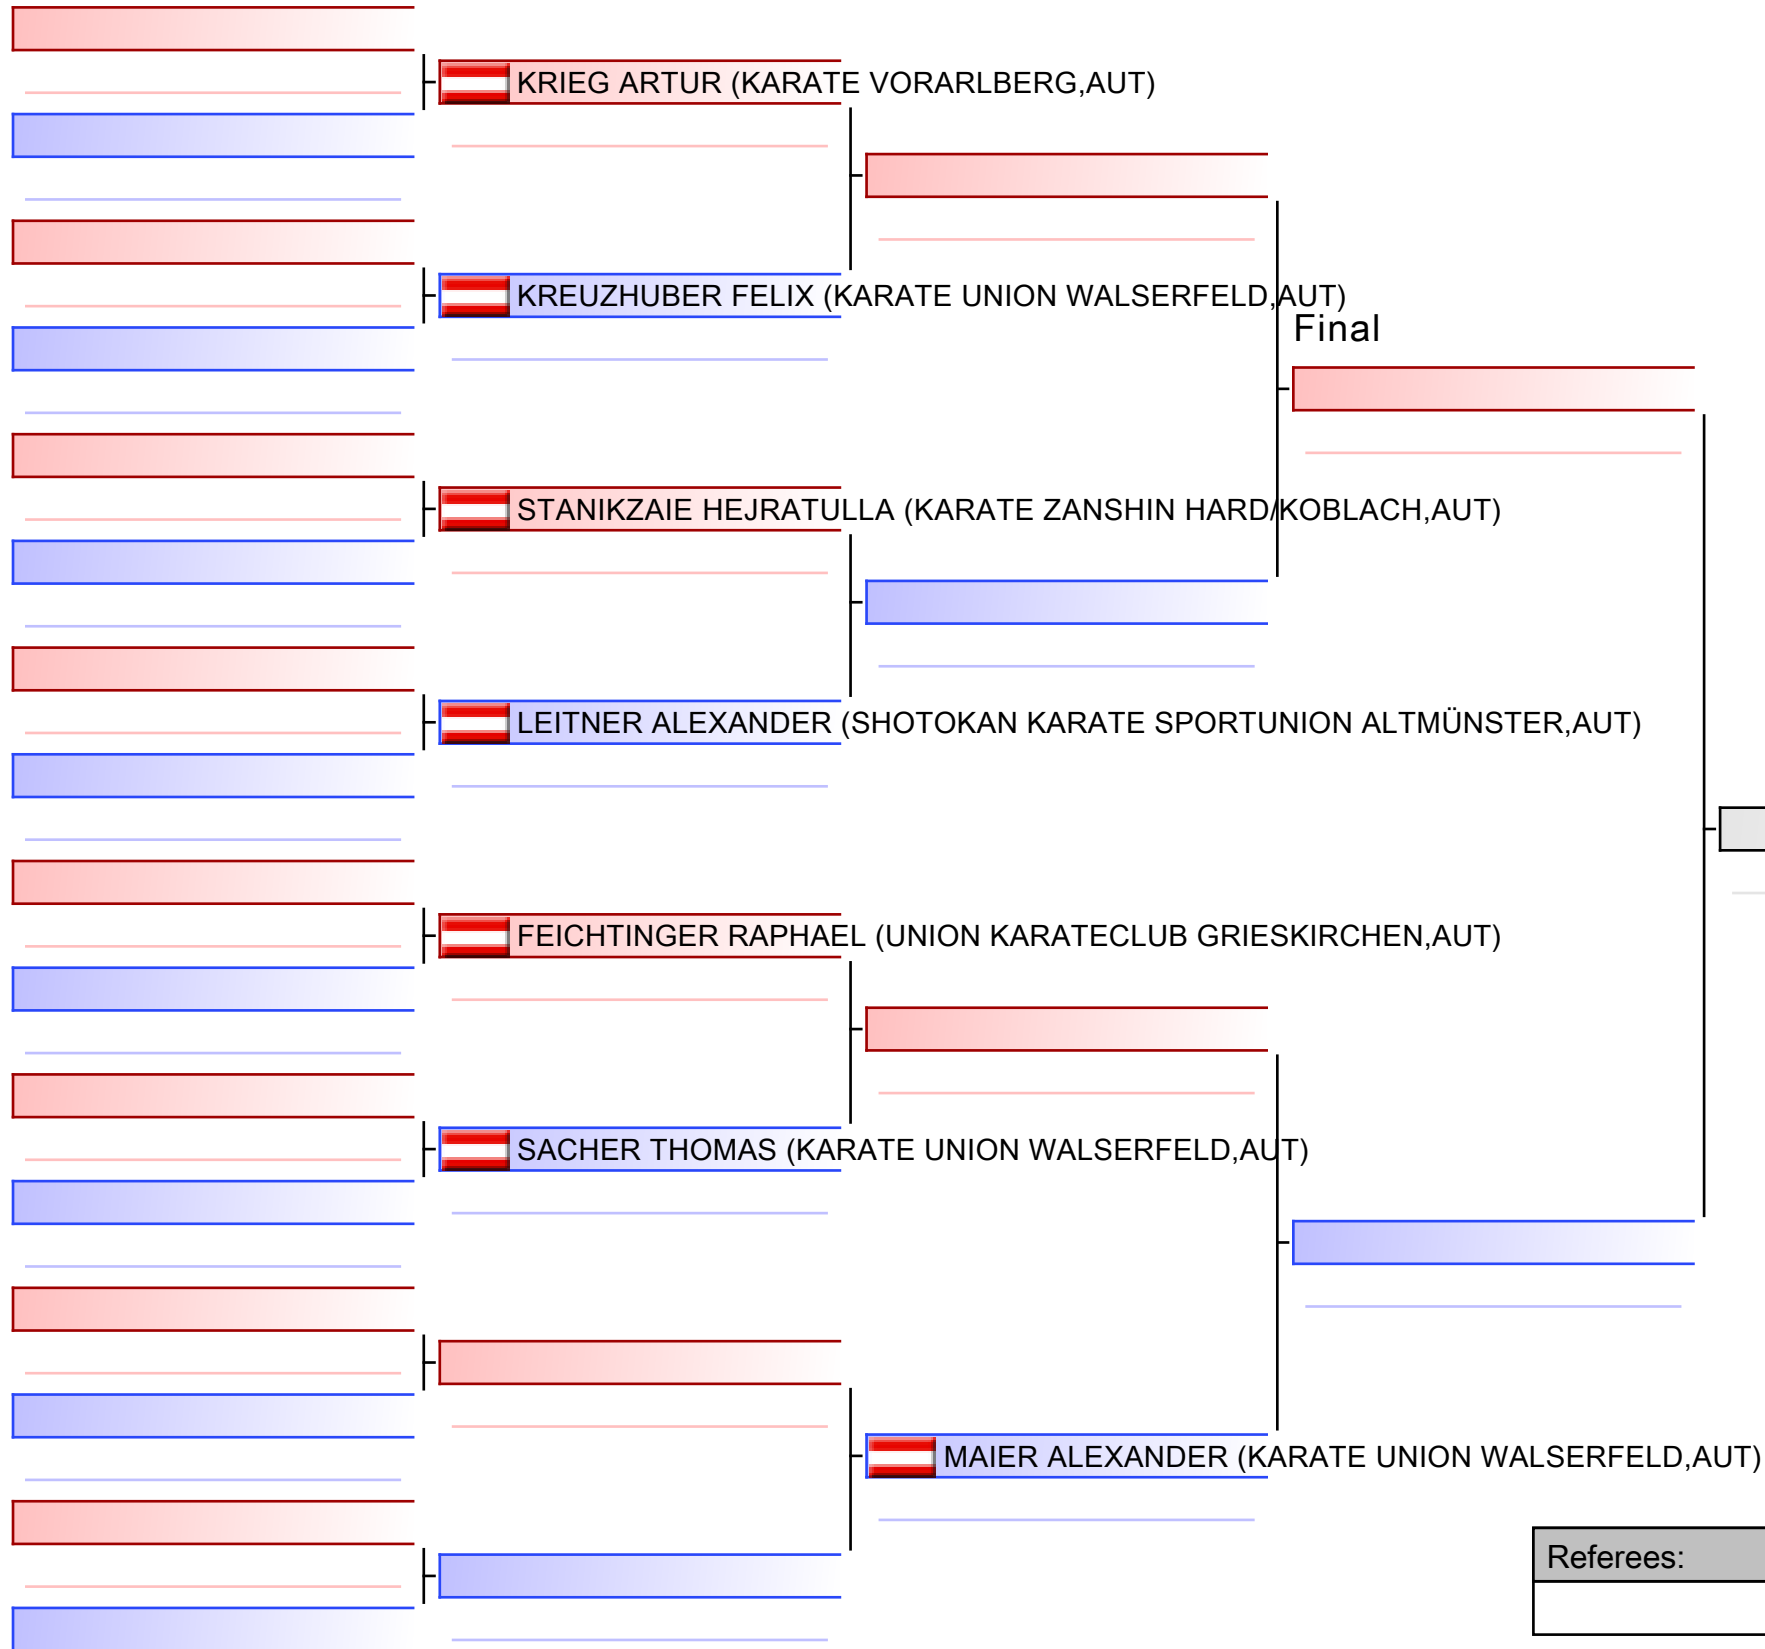 KRIEG ARTUR (KARATE VORARLBERG,AUT)
KREUZHUBER FELIX (KARATE UNION WALSERFELD,AUT)
Final
STANIKZAIE HEJRATULLA (KARATE ZANSHIN HARD/KOBLACH,AUT)
LEITNER ALEXANDER (SHOTOKAN KARATE SPORTUNION ALTMÜNSTER,AUT)
FEICHTINGER RAPHAEL (UNION KARATECLUB GRIESKIRCHEN,AUT)
SACHER THOMAS (KARATE UNION WALSERFELD,AUT)
MAIER ALEXANDER (KARATE UNION WALSERFELD,AUT)
Referees: